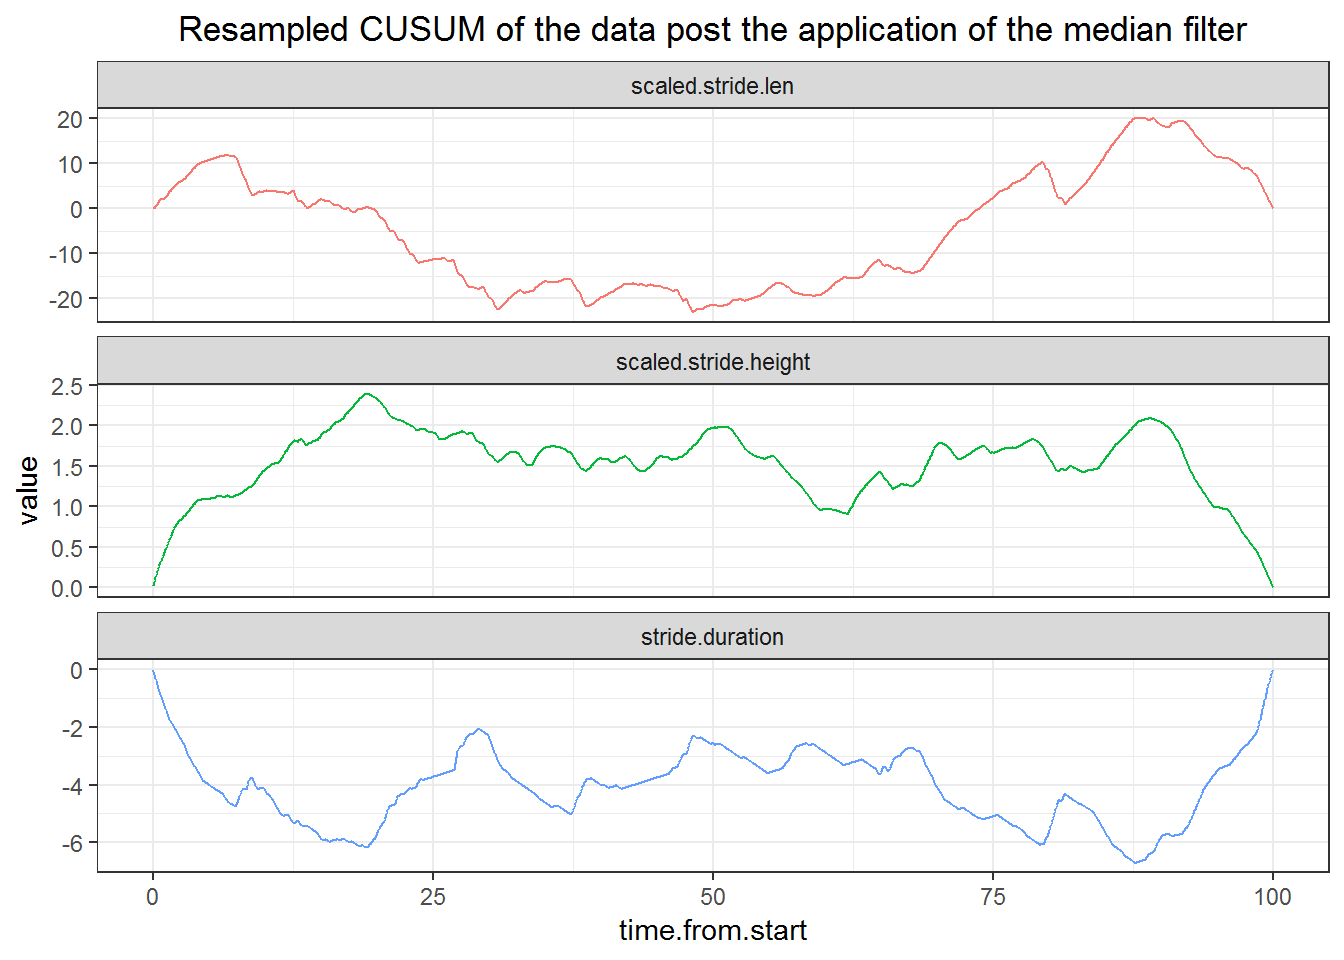 Resampled CUSUM of the data post the application of the median filter
scaled.stride.len
20
10
0
-10
-20
scaled.stride.height
2.5
2.0
1.5
1.0
0.5
0.0
value
stride.duration
0
-2
-4
-6
0 25 50 75 100
time.from.start